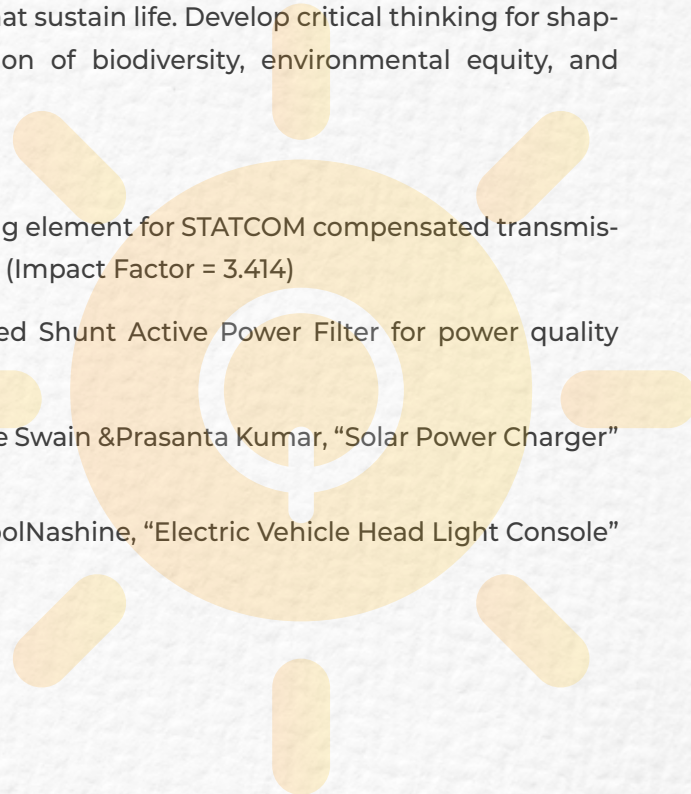 at sustain life. Develop critical thinking for shap-
on of biodiversity, environmental equity, and
g element for STATCOM compensated transmis-
(Impact Factor = 3.414)
ed Shunt Active Power Filter for power quality
e Swain &Prasanta Kumar, “Solar Power Charger”
olNashine, “Electric Vehicle Head Light Console”